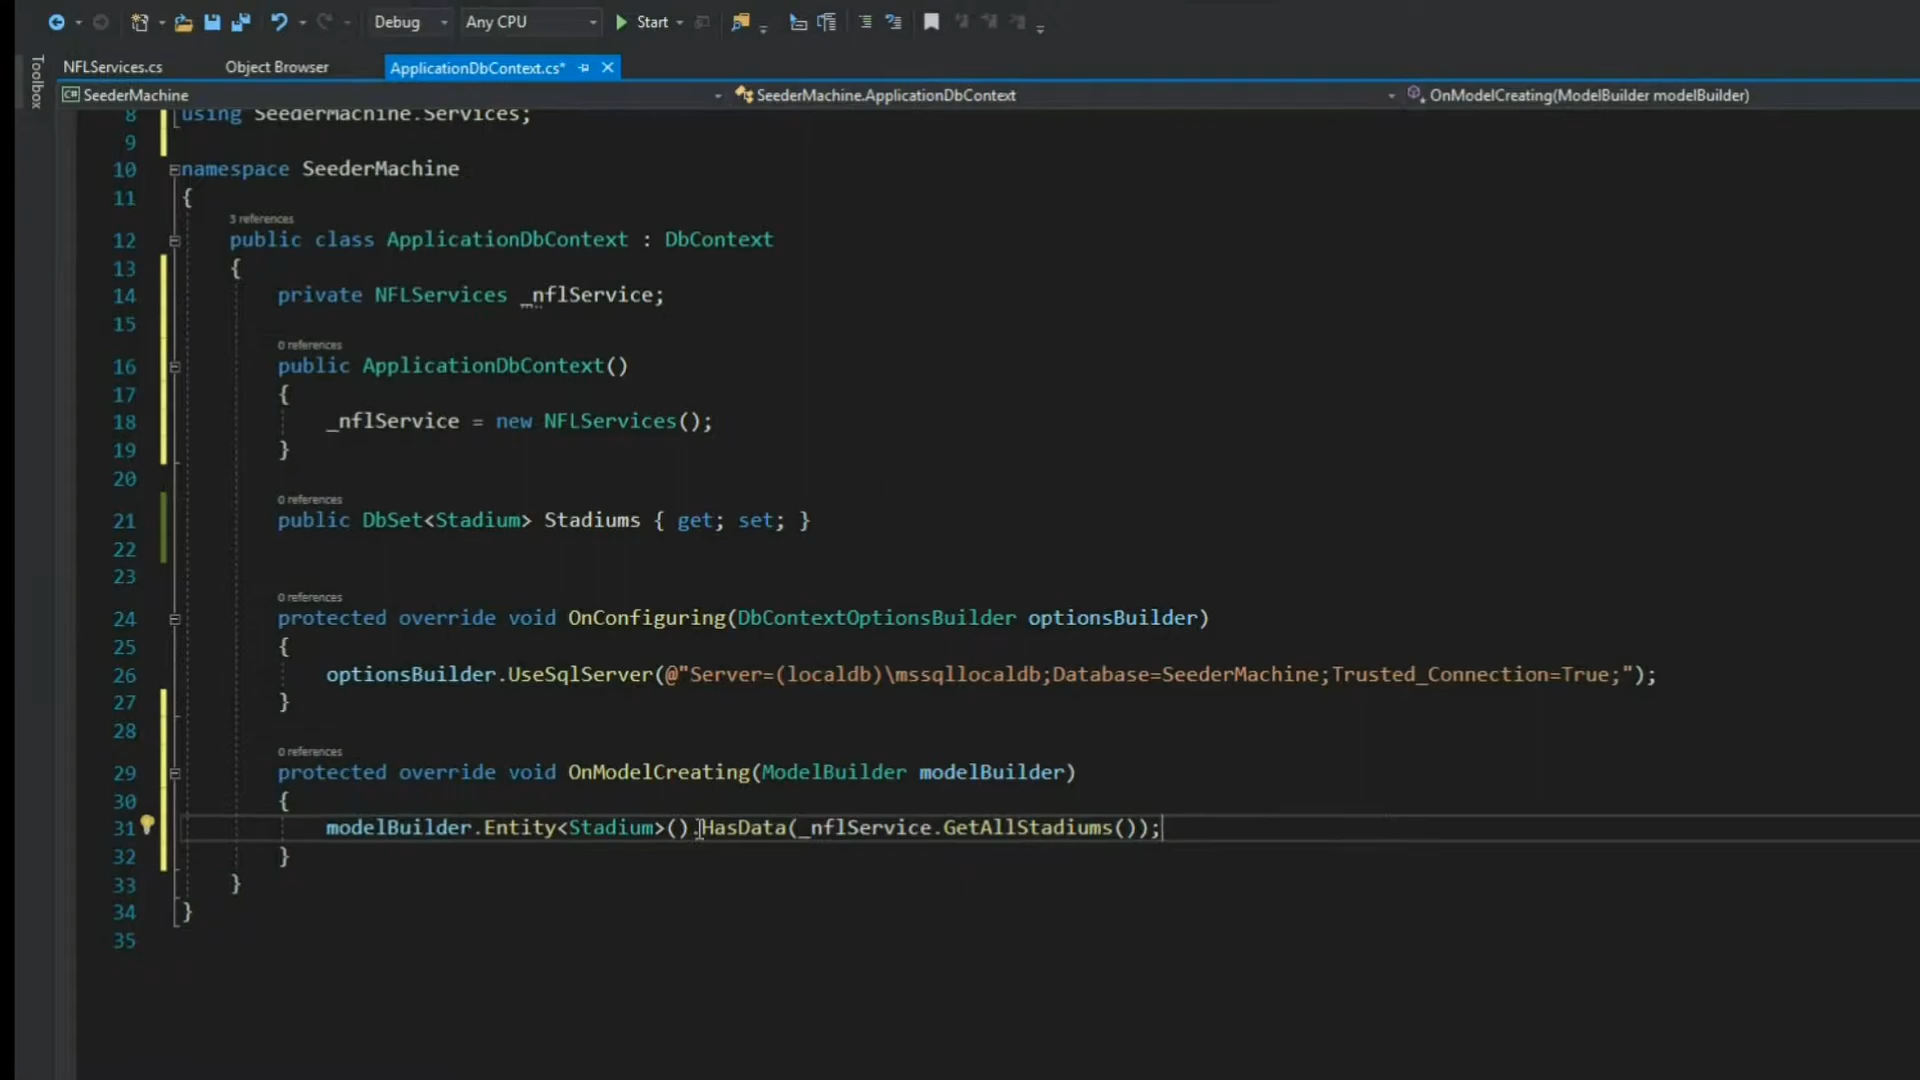 Debug Any CPU Start
Toolbox
NFLServices.cs Object Browser ApplicationDbContext.cs*
C# SeederMachine SeederMachine.ApplicationDbContext OnModelCreating(ModelBuilder modelBuilder)
8 using SeederMachine.Services;
9
10 namespace SeederMachine
11 {
3 references
12 public class ApplicationDbContext : DbContext
13 {
14 private NFLServices _nflService;
15
0 references
16 public ApplicationDbContext()
17 {
18 _nflService = new NFLServices();
19 }
20
0 references
21 public DbSet<Stadium> Stadiums { get; set; }
22
23
0 references
24 protected override void OnConfiguring(DbContextOptionsBuilder optionsBuilder)
25 {
26 optionsBuilder.UseSqlServer(@"Server=(localdb)\mssqllocaldb;Database=SeederMachine;Trusted_Connection=True;");
27 }
28
0 references
29 protected override void OnModelCreating(ModelBuilder modelBuilder)
30 {
31 modelBuilder.Entity<Stadium>().HasData(_nflService.GetAllStadiums());
32 }
33 }
34 }
35